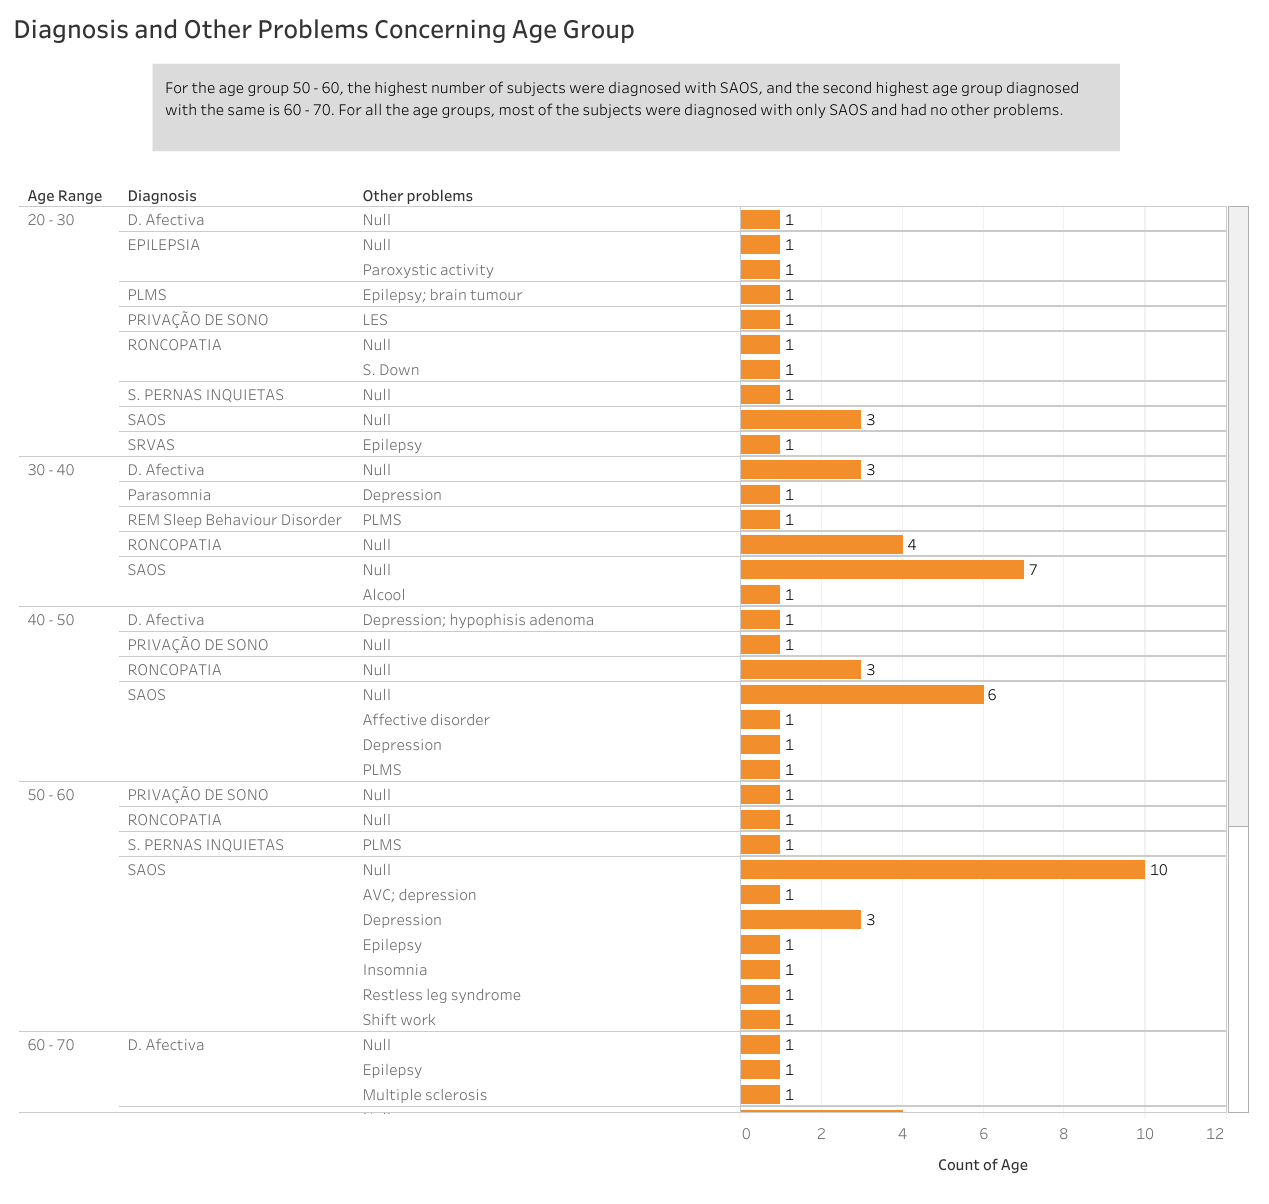 Diagnosis and Other Problems Concerning Age Group
For the age group 50 - 60, the highest number of subjects were diagnosed with SAOS, and the second highest age group diagnosed
with the same is 60 - 70. For all the age groups, most of the subjects were diagnosed with only SAOS and had no other problems.
Age Range Diagnosis Other problems
20 - 30 D. Afectiva Null 1
EPILEPSIA Null 1
Paroxystic activity 1
PLMS Epilepsy; brain tumour 1
PRIVAÇÃO DE SONO LES 1
RONCOPATIA Null 1
S. Down 1
S. PERNAS INQUIETAS Null 1
SAOS Null 3
SRVAS Epilepsy 1
30 - 40 D. Afectiva Null 3
Parasomnia Depression 1
REM Sleep Behaviour Disorder PLMS 1
RONCOPATIA Null 4
SAOS Null 7
Alcool 1
40 - 50 D. Afectiva Depression; hypophisis adenoma 1
PRIVAÇÃO DE SONO Null 1
RONCOPATIA Null 3
SAOS Null 6
Affective disorder 1
Depression 1
PLMS 1
50 - 60 PRIVAÇÃO DE SONO Null 1
RONCOPATIA Null 1
S. PERNAS INQUIETAS PLMS 1
SAOS Null 10
AVC; depression 1
Depression 3
Epilepsy 1
Insomnia 1
Restless leg syndrome 1
Shift work 1
60 - 70 D. Afectiva Null 1
Epilepsy 1
Multiple sclerosis 1
0 2 4 6 8 10 12
Count of Age